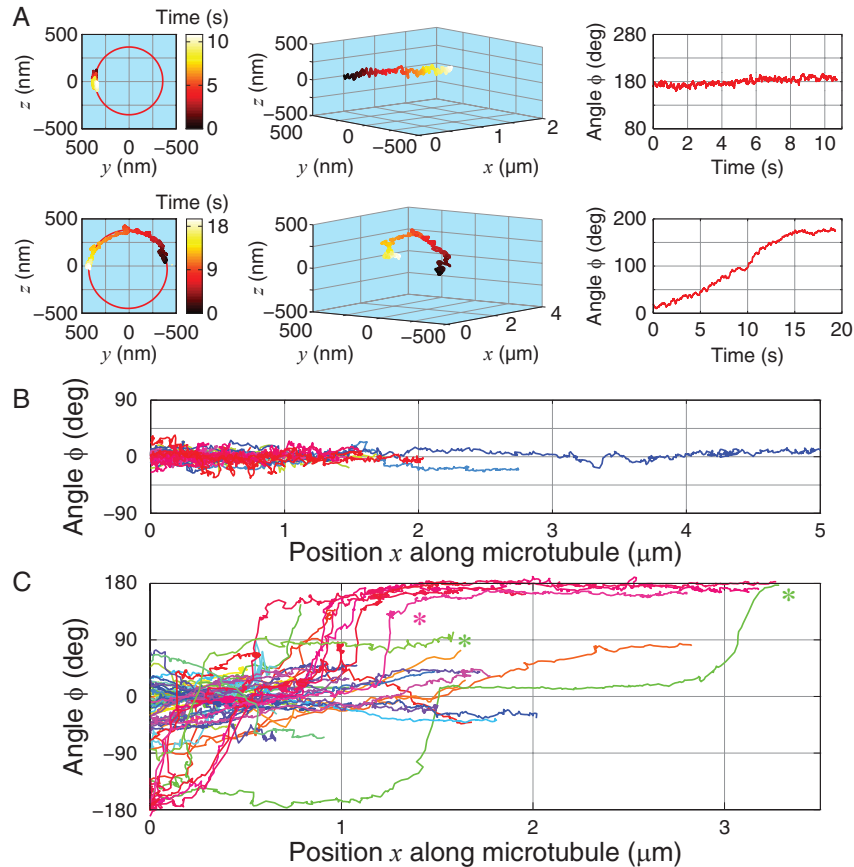 A
Time (s)
500
0
−500
z (nm)
500 0 −500
y (nm)
10
5
0
500
0
−500
z (nm)
500
0
−500
y (nm)
0
1
2
x (μm)
280
180
80
Angle ϕ (deg)
0 2 4 6 8 10
Time (s)
Time (s)
500
0
−500
z (nm)
500 0 −500
y (nm)
18
9
0
500
0
−500
z (nm)
500
0
−500
y (nm)
0
2
4
x (μm)
200
100
0
Angle ϕ (deg)
0 5 10 15 20
Time (s)
B
90
0
−90
Angle ϕ (deg)
0 1 2 3 4 5
Position x along microtubule (μm)
C
180
90
0
−90
−180
Angle ϕ (deg)
*
*
*
0 1 2 3
Position x along microtubule (μm)